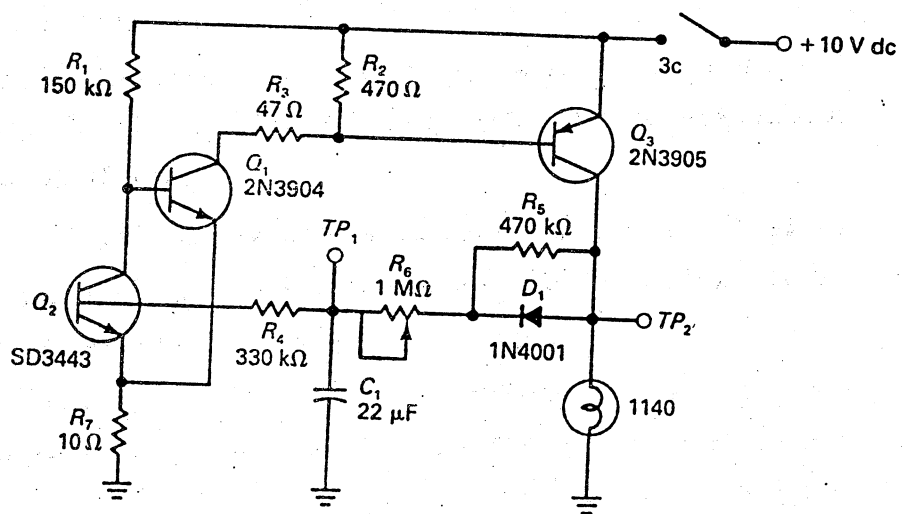 R1
150 kΩ
R3
47 Ω
R2
470 Ω
3c
+ 10 V dc
Q1
2N3904
Q3
2N3905
TP1
R5
470 kΩ
R6
1 MΩ
D1
1N4001
TP2
Q2
SD3443
R4
330 kΩ
C1
22 μF
1140
R7
10 Ω